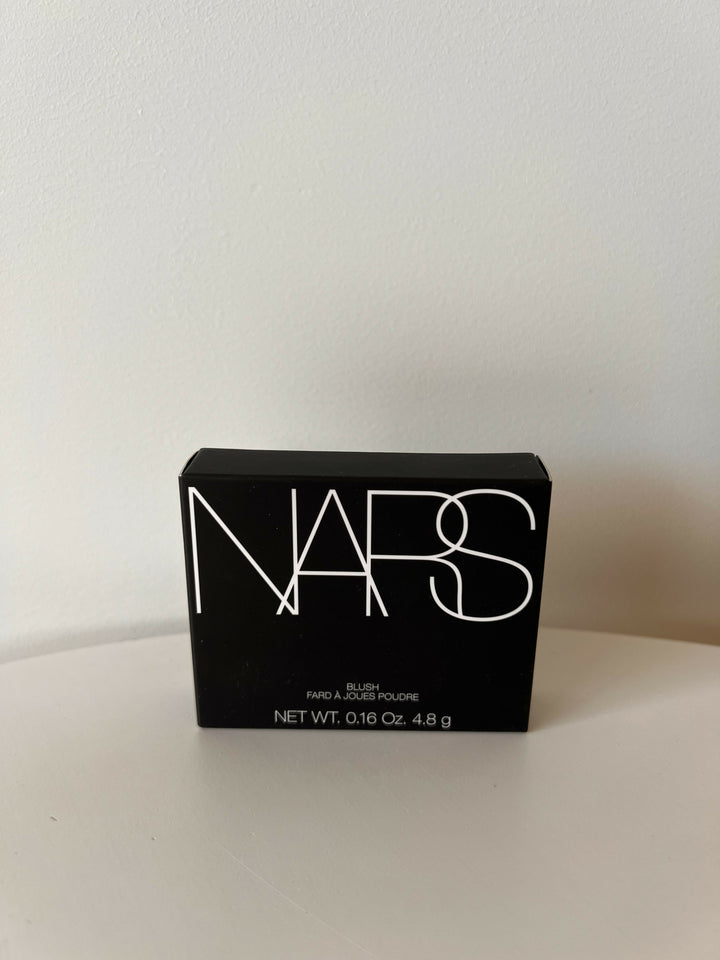 NARS
BLUSH
FARD À JOUES POUDRE
NET WT. 0.16 Oz. 4.8 g